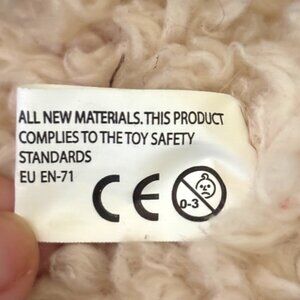 ALL NEW MATERIALS.THIS PRODUCT
COMPLIES TO THE TOY SAFETY
STANDARDS
EU EN-71
CE
0-3